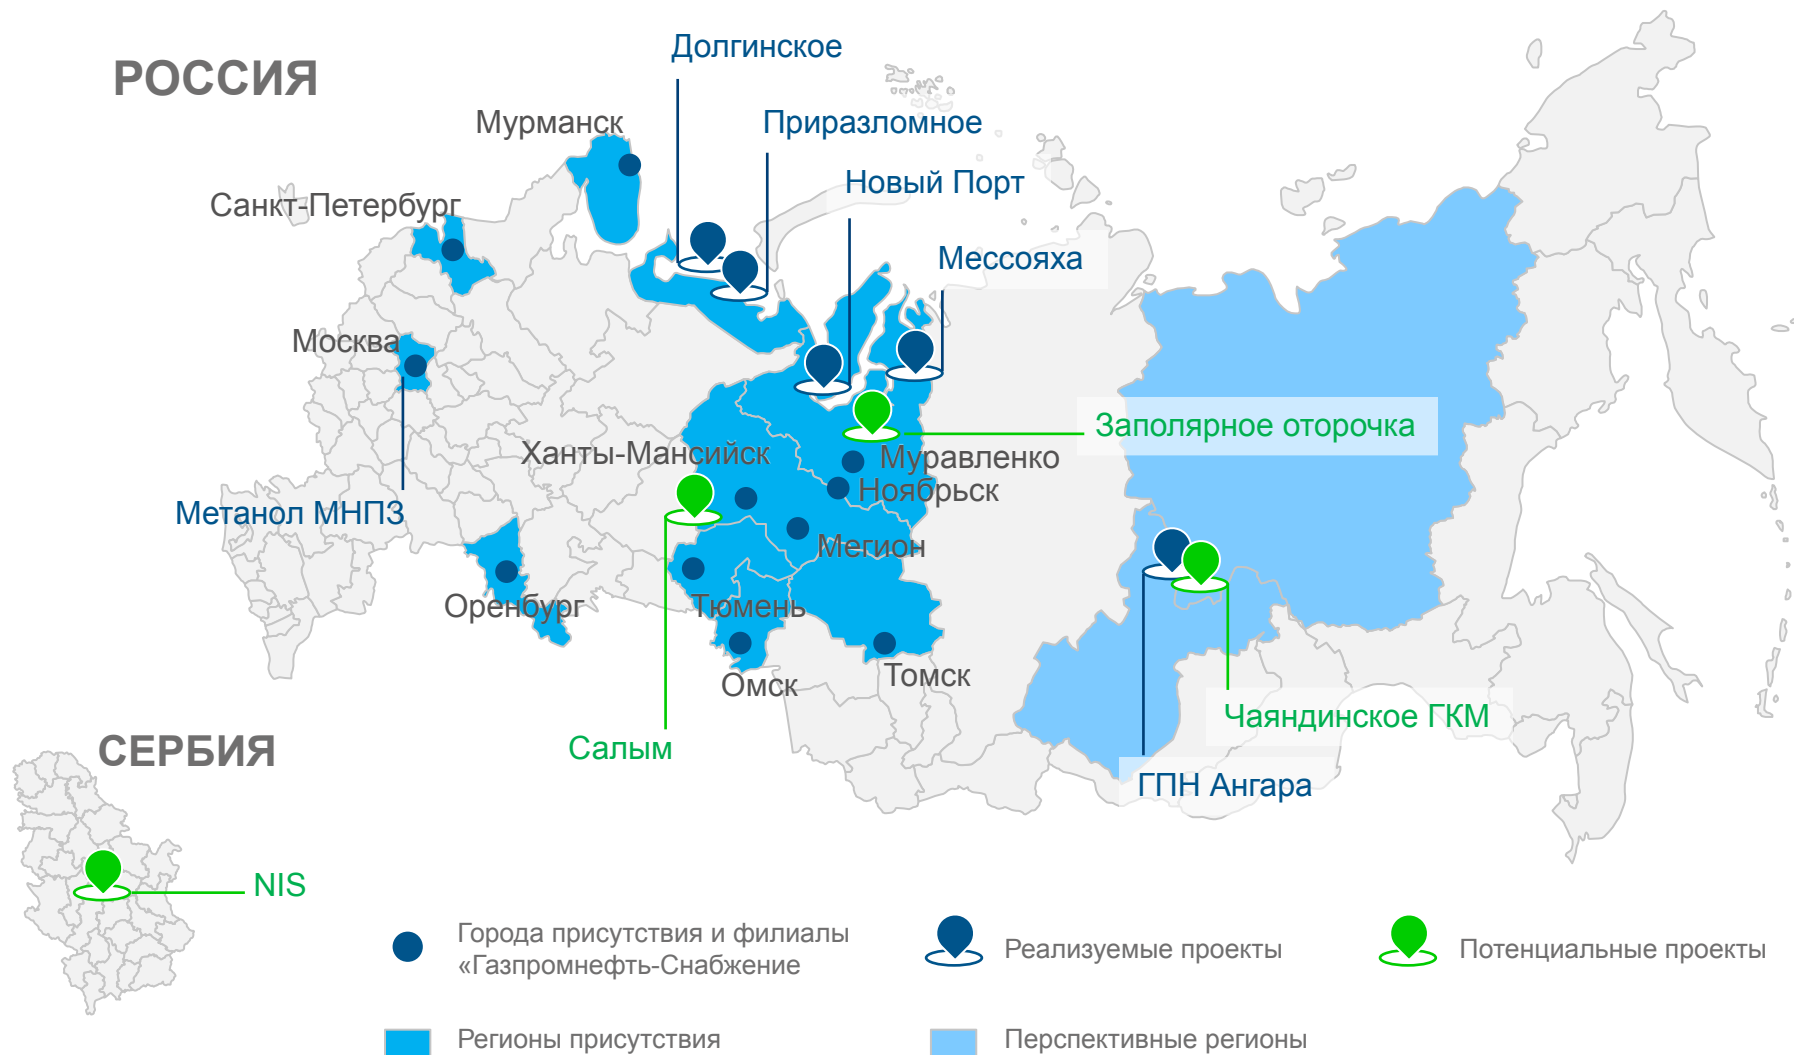 РОССИЯ
Долгинское
Мурманск
Приразломное
Санкт-Петербург
Новый Порт
Мессояха
Москва
Заполярное оторочка
Ханты-Мансийск
Муравленко
Ноябрьск
Метанол МНПЗ
Мегион
Оренбург
Тюмень
Омск
Томск
Чаяндинское ГКМ
Салым
ГПН Ангара
СЕРБИЯ
NIS
Города присутствия и филиалы
«Газпромнефть-Снабжение
Реализуемые проекты
Потенциальные проекты
Регионы присутствия
Перспективные регионы